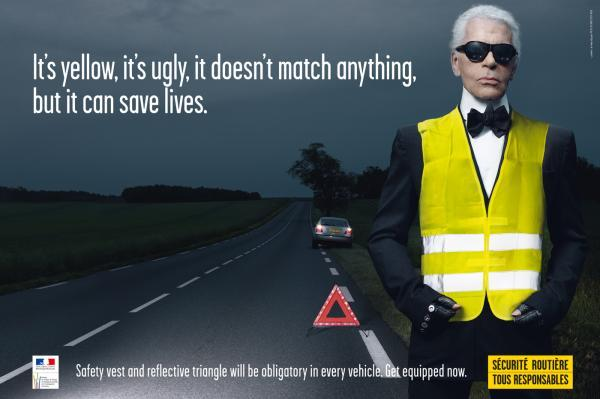 It's yellow, it's ugly, it doesn't match anything,
but it can save lives.
Safety vest and reflective triangle will be obligatory in every vehicle. Get equipped now.
SÉCURITÉ ROUTIÈRE
TOUS RESPONSABLES